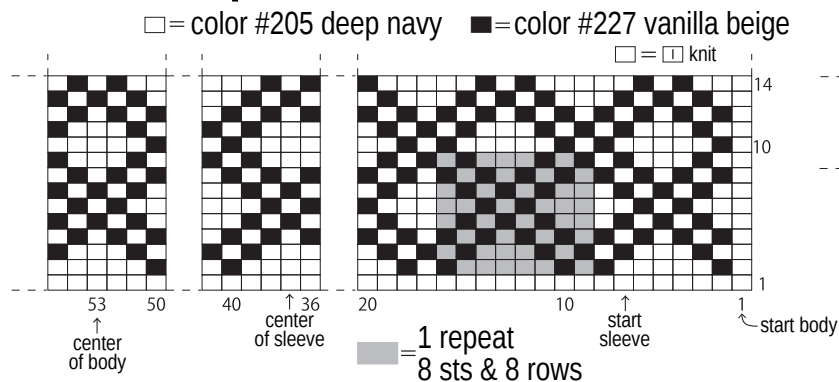 □ = color #205 deep navy ■ = color #227 vanilla beige
□ = I knit
14
10
1
53 50 40 36 20 10 1
center of body
center of sleeve
start sleeve
start body
= 1 repeat
8 sts & 8 rows